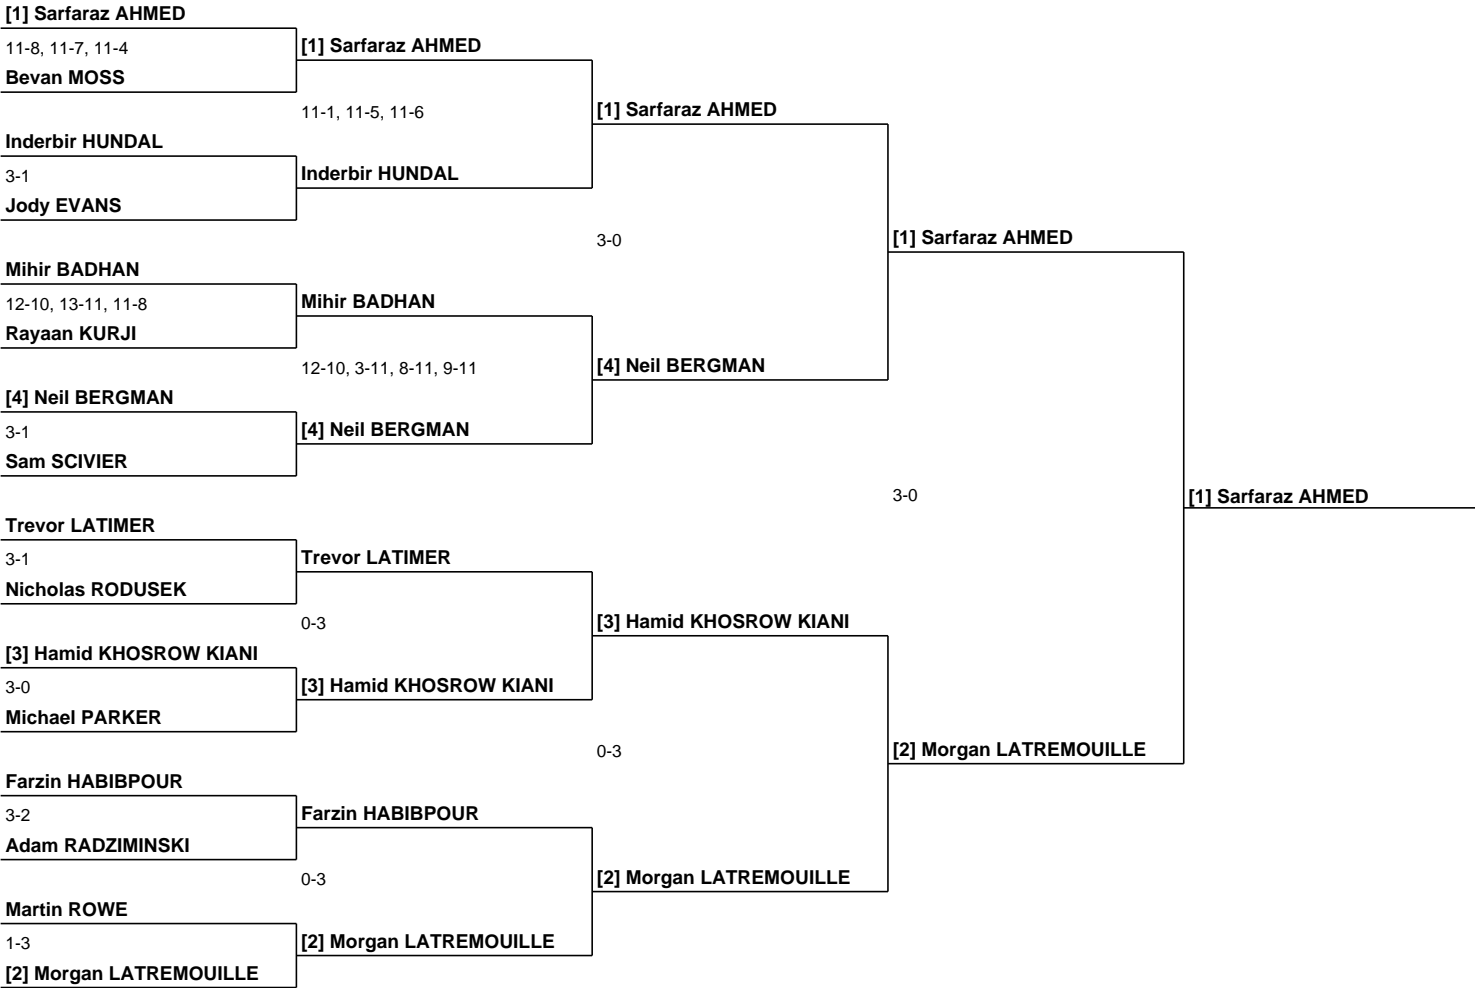 [1] Sarfaraz AHMED
11-8, 11-7, 11-4
[1] Sarfaraz AHMED
Bevan MOSS
11-1, 11-5, 11-6
[1] Sarfaraz AHMED
Inderbir HUNDAL
3-1
Inderbir HUNDAL
Jody EVANS
3-0
[1] Sarfaraz AHMED
Mihir BADHAN
12-10, 13-11, 11-8
Mihir BADHAN
Rayaan KURJI
12-10, 3-11, 8-11, 9-11
[4] Neil BERGMAN
[4] Neil BERGMAN
3-1
[4] Neil BERGMAN
Sam SCIVIER
3-0
[1] Sarfaraz AHMED
Trevor LATIMER
3-1
Trevor LATIMER
Nicholas RODUSEK
0-3
[3] Hamid KHOSROW KIANI
[3] Hamid KHOSROW KIANI
3-0
[3] Hamid KHOSROW KIANI
Michael PARKER
0-3
[2] Morgan LATREMOUILLE
Farzin HABIBPOUR
3-2
Farzin HABIBPOUR
Adam RADZIMINSKI
0-3
[2] Morgan LATREMOUILLE
Martin ROWE
1-3
[2] Morgan LATREMOUILLE
[2] Morgan LATREMOUILLE